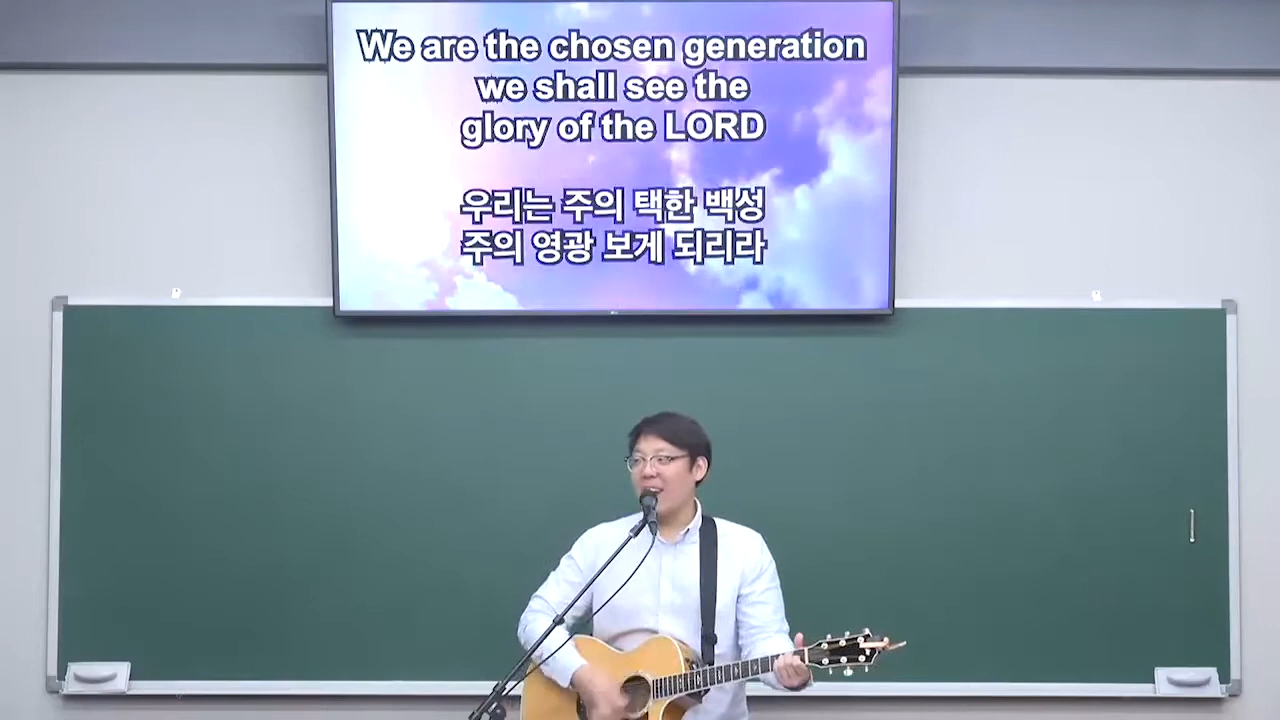 We are the chosen generation
we shall see the
glory of the LORD
우리는 주의 택한 백성
주의 영광 보게 되리라